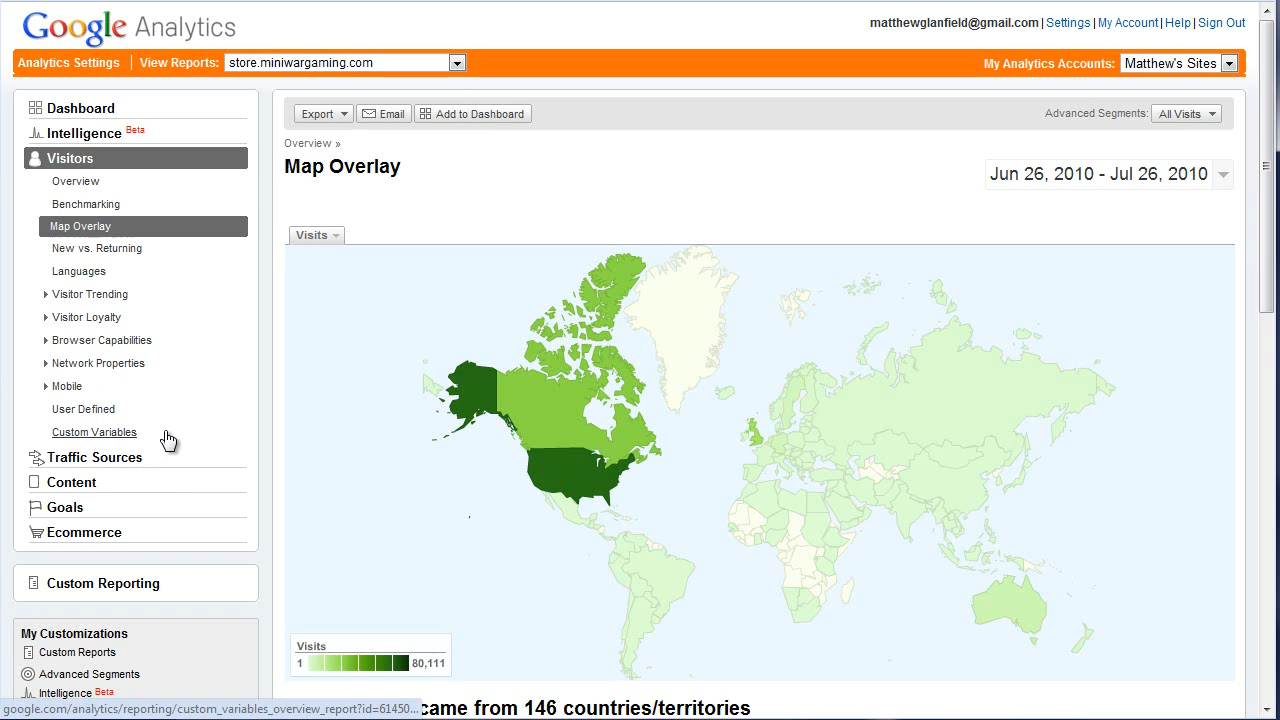 Google Analytics
matthewglanfield@gmail.com | Settings | My Account | Help | Sign Out
Analytics Settings | View Reports: store.miniwargaming.com
My Analytics Accounts: Matthew's Sites
Dashboard
Intelligence Beta
Visitors
Overview
Benchmarking
Map Overlay
New vs. Returning
Languages
Visitor Trending
Visitor Loyalty
Browser Capabilities
Network Properties
Mobile
User Defined
Custom Variables
Traffic Sources
Content
Goals
Ecommerce
Custom Reporting
My Customizations
Custom Reports
Advanced Segments
Intelligence Beta
Export Email Add to Dashboard
Advanced Segments: All Visits
Overview »
Map Overlay
Jun 26, 2010 - Jul 26, 2010
Visits
Visits
1 80,111
came from 146 countries/territories
google.com/analytics/reporting/custom_variables_overview_report?id=61450...